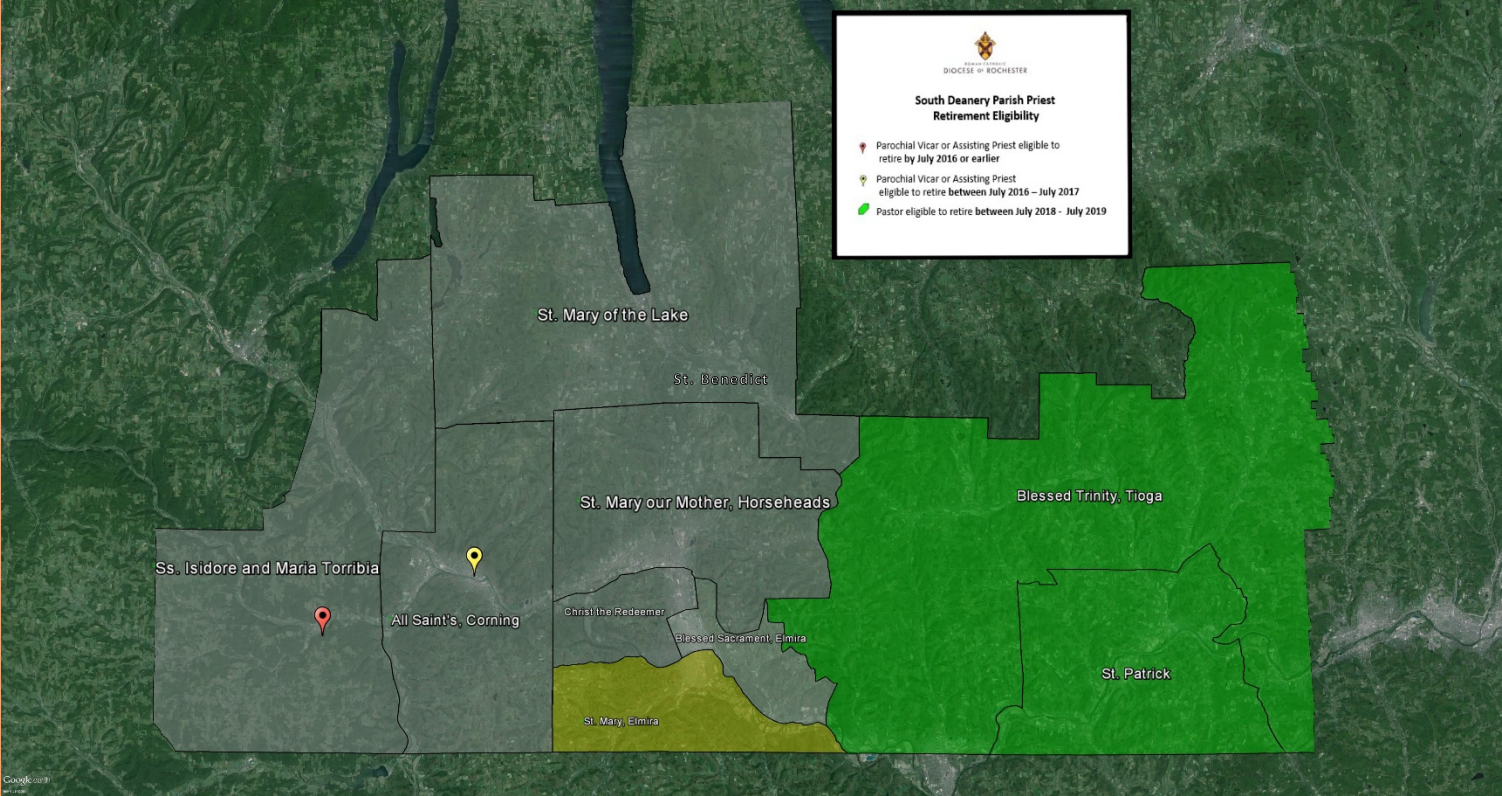 ROMAN CATHOLIC
DIOCESE OF ROCHESTER
South Deanery Parish Priest
Retirement Eligibility
Parochial Vicar or Assisting Priest eligible to
retire by July 2016 or earlier
Parochial Vicar or Assisting Priest
eligible to retire between July 2016 – July 2017
Pastor eligible to retire between July 2018 - July 2019
St. Mary of the Lake
St. Benedict
St. Mary our Mother, Horseheads
Blessed Trinity, Tioga
Ss. Isidore and Maria Torribia
All Saint's, Corning
Christ the Redeemer
Blessed Sacrament, Elmira
St. Patrick
St. Mary, Elmira
Google earth